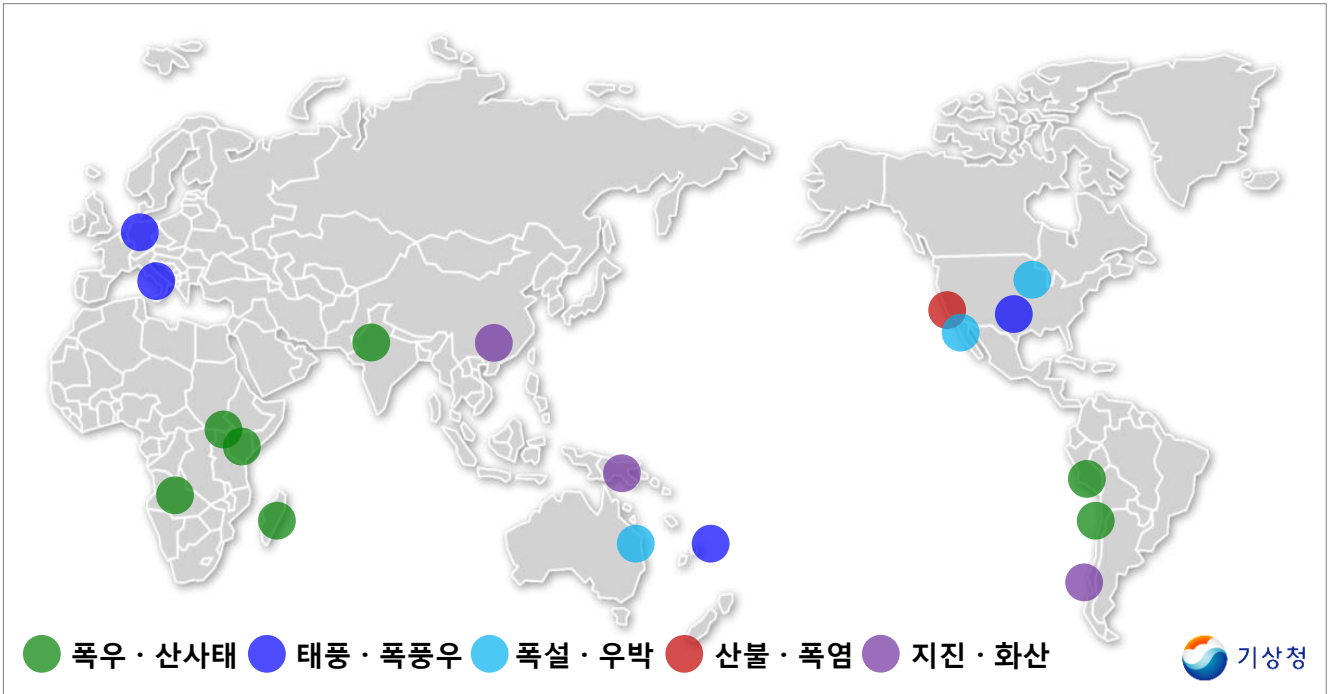 폭우 · 산사태 태풍 · 폭풍우 폭설 · 우박 산불 · 폭염 지진 · 화산
기상청